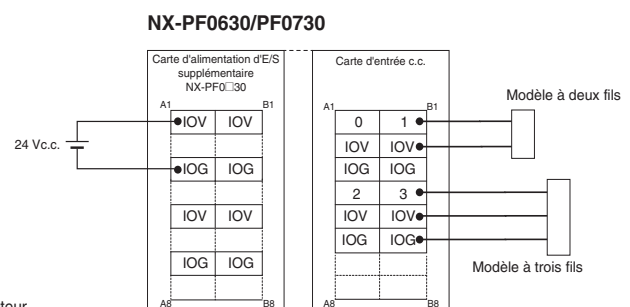 NX-PF0630/PF0730
Carte d'alimentation d'E/S
supplémentaire
NX-PF0□30
A1
B1
IOV IOV
IOG IOG
IOV IOV
IOG IOG
A8
B8
24 Vc.c.
Carte d'entrée c.c.
A1
B1
0 1
IOV IOV
IOG IOG
2 3
IOV IOV
IOG IOG
A8
B8
Modèle à deux fils
Modèle à trois fils